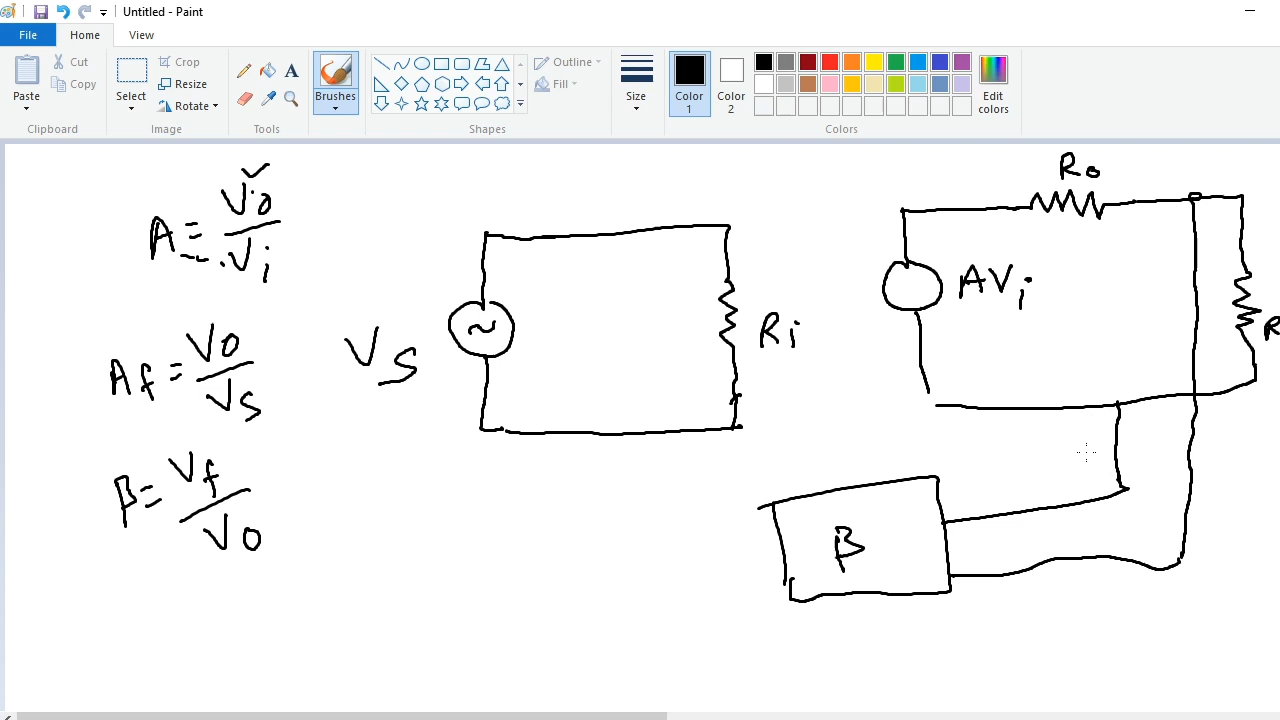 Untitled - Paint
File Home View
Paste Cut Copy
Clipboard
Select Crop Resize Rotate
Image
Tools
Brushes
Outline Fill
Shapes
Size
Color 1 Color 2
Edit colors
Colors
A = Vo / Vi
Af = Vo / Vs
β = Vf / Vo
Vs
Ri
Ro
AVi
R
β